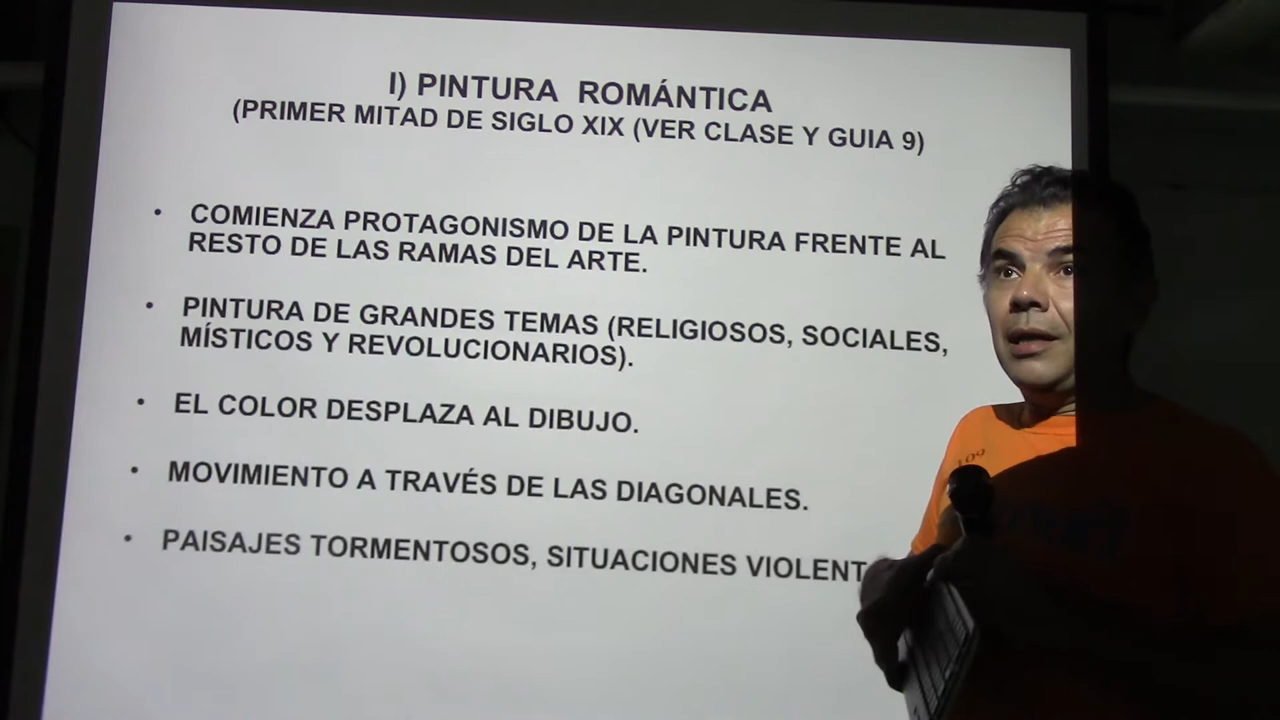 I) PINTURA ROMÁNTICA
(PRIMER MITAD DE SIGLO XIX (VER CLASE Y GUIA 9)
• COMIENZA PROTAGONISMO DE LA PINTURA FRENTE AL
RESTO DE LAS RAMAS DEL ARTE.
• PINTURA DE GRANDES TEMAS (RELIGIOSOS, SOCIALES,
MÍSTICOS Y REVOLUCIONARIOS).
• EL COLOR DESPLAZA AL DIBUJO.
• MOVIMIENTO A TRAVÉS DE LAS DIAGONALES.
• PAISAJES TORMENTOSOS, SITUACIONES VIOLENT
109